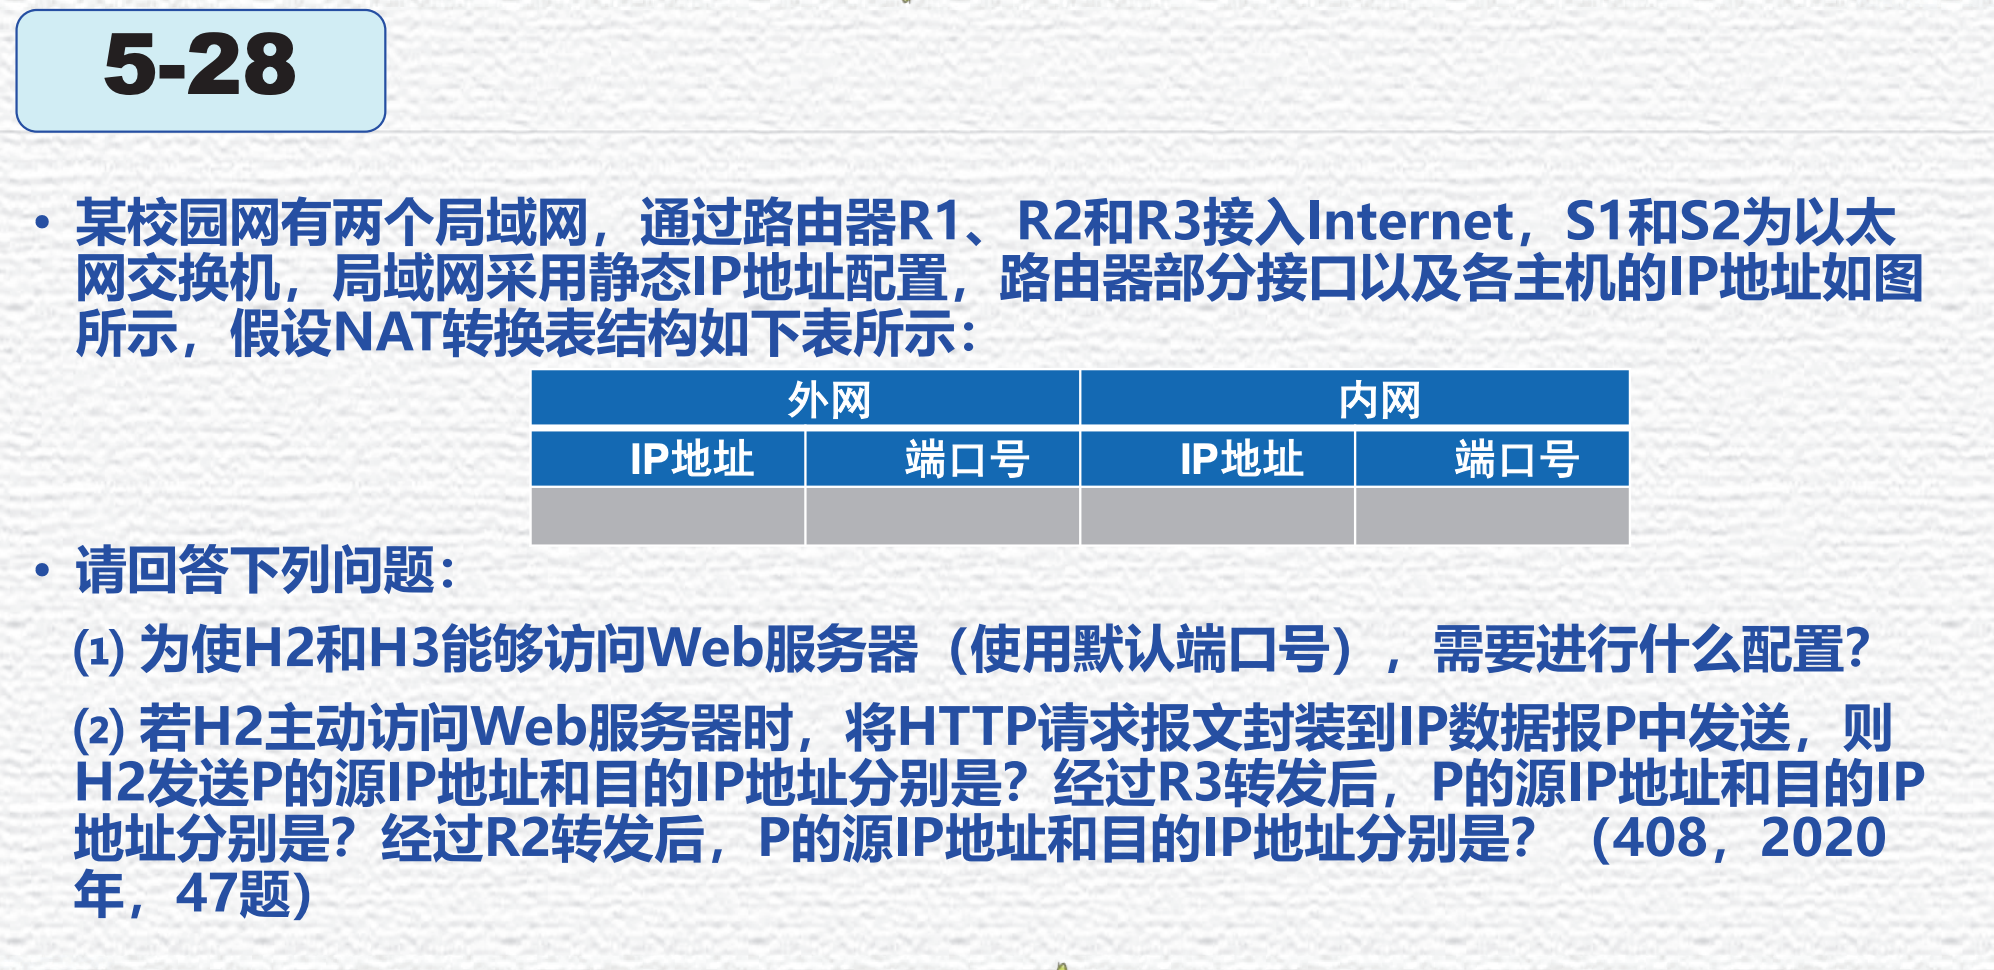 5-28
• 某校园网有两个局域网，通过路由器R1、R2和R3接入Internet，S1和S2为以太
网交换机，局域网采用静态IP地址配置，路由器部分接口以及各主机的IP地址如图
所示，假设NAT转换表结构如下表所示：
外网 内网
IP地址 端口号 IP地址 端口号
• 请回答下列问题：
⑴ 为使H2和H3能够访问Web服务器（使用默认端口号），需要进行什么配置？
⑵ 若H2主动访问Web服务器时，将HTTP请求报文封装到IP数据报P中发送，则
H2发送P的源IP地址和目的IP地址分别是？经过R3转发后，P的源IP地址和目的IP
地址分别是？经过R2转发后，P的源IP地址和目的IP地址分别是？（408，2020
年，47题）